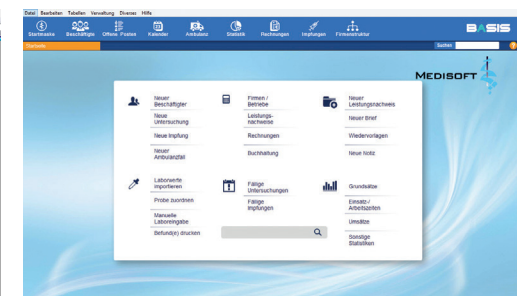 Datei Bearbeiten Tabellen Verwaltung Diverses Hilfe
Startmaske Beschäftigte Offene Posten Kalender Ambulanz Statistik Rechnungen Impfungen Firmenstruktur
BASIS
Startseite
Suchen
MEDISOFT
Neuer
Beschäftigter
Neue
Untersuchung
Neue Impfung
Neuer
Ambulanzfall
Firmen /
Betriebe
Leistungs-
nachweise
Rechnungen
Buchhaltung
Neuer
Leistungsnachweis
Neuer Brief
Wiedervorlagen
Neue Notiz
Laborwerte
importieren
Probe zuordnen
Manuelle
Laboreingabe
Befund(e) drucken
Fällige
Untersuchungen
Fällige
Impfungen
Grundsätze
Einsatz-/
Arbeitszeiten
Umsätze
Sonstige
Statistiken